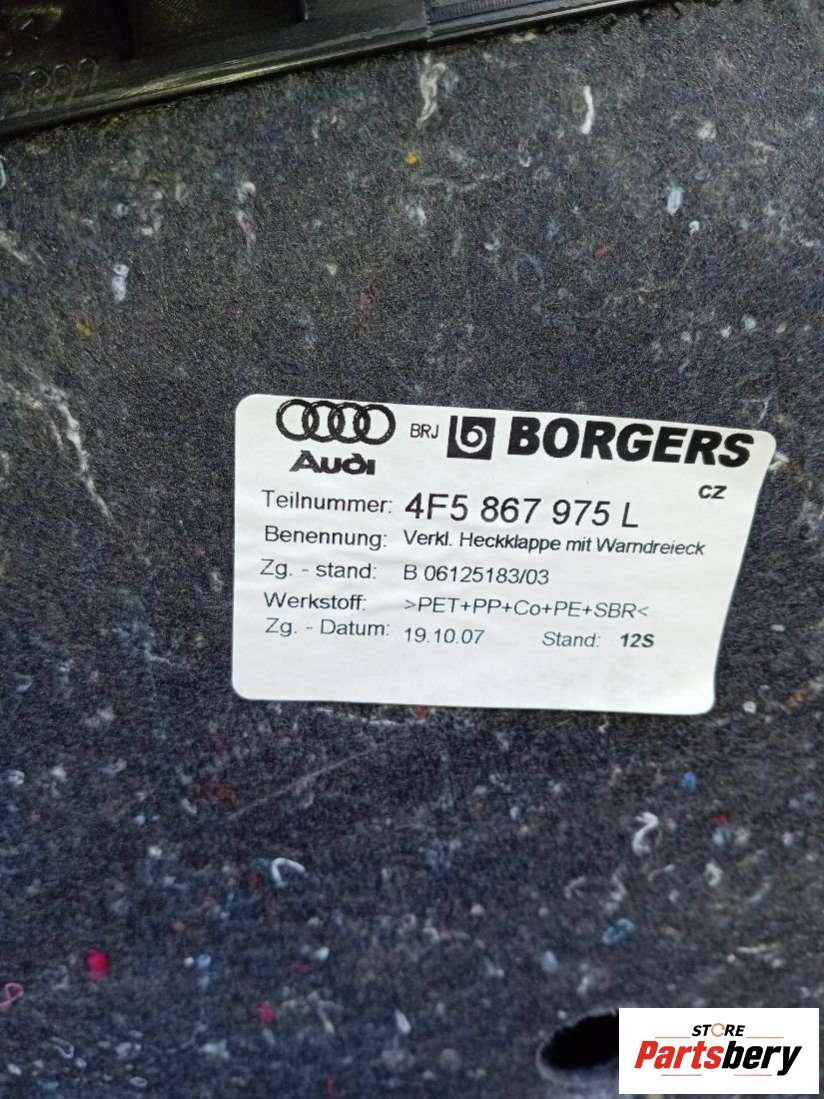 Audi
BRJ BORGERS
CZ
Teilnummer: 4F5 867 975 L
Benennung: Verkl. Heckklappe mit Warndreieck
Zg. - stand: B 06125183/03
Werkstoff: >PET+PP+Co+PE+SBR<
Zg. - Datum: 19.10.07 Stand: 12S
STORE
Partsbery